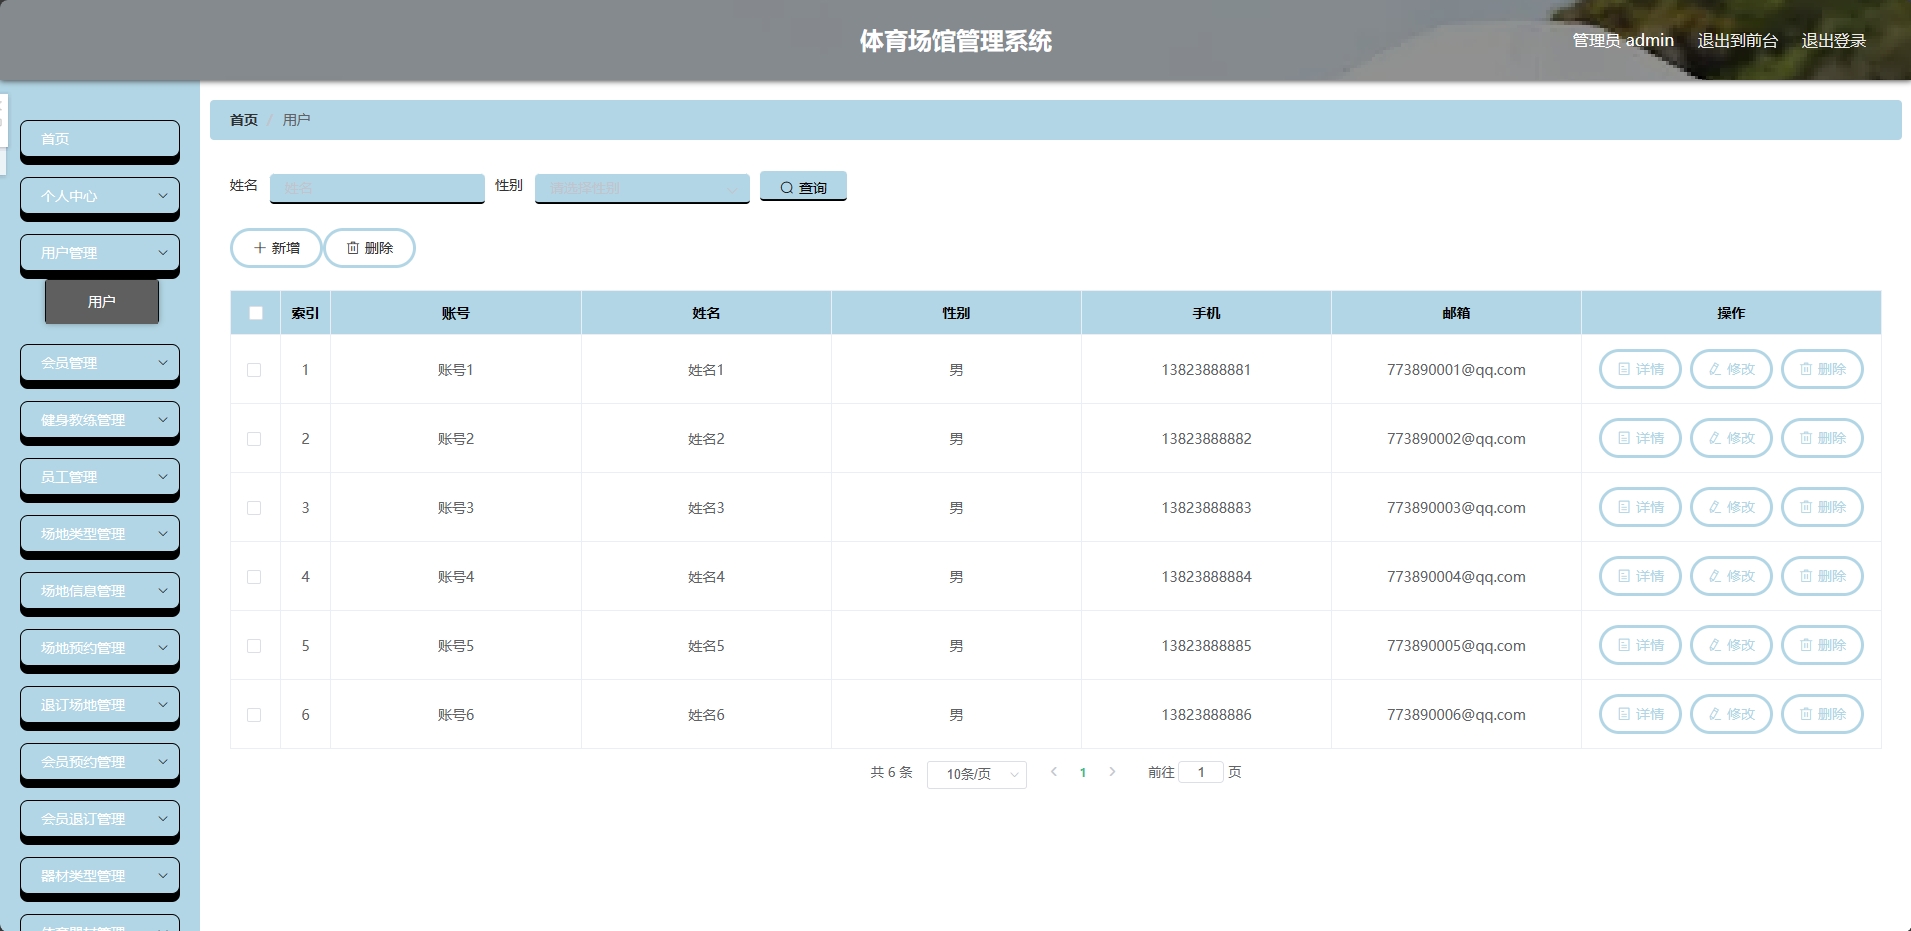 体育场馆管理系统
管理员 admin 退出到前台 退出登录
首页
个人中心
用户管理
用户
会员管理
健身教练管理
员工管理
场地类型管理
场地信息管理
场地预约管理
退订场地管理
会员预约管理
会员退订管理
器材类型管理
体育器材管理
首页 / 用户
姓名 姓名 性别 请选择性别 查询
新增 删除
索引 账号 姓名 性别 手机 邮箱 操作
1 账号1 姓名1 男 13823888881 773890001@qq.com 详情 修改 删除
2 账号2 姓名2 男 13823888882 773890002@qq.com 详情 修改 删除
3 账号3 姓名3 男 13823888883 773890003@qq.com 详情 修改 删除
4 账号4 姓名4 男 13823888884 773890004@qq.com 详情 修改 删除
5 账号5 姓名5 男 13823888885 773890005@qq.com 详情 修改 删除
6 账号6 姓名6 男 13823888886 773890006@qq.com 详情 修改 删除
共 6 条 10条/页 1 前往 1 页